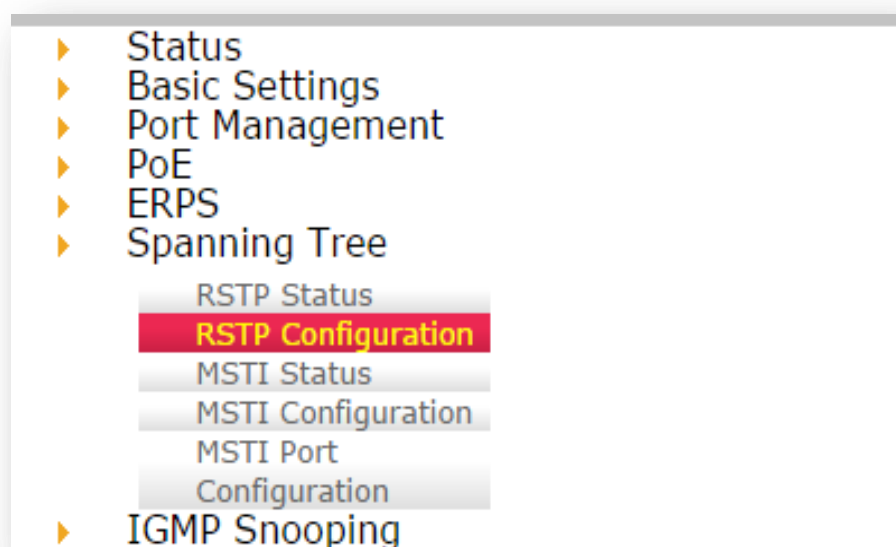 Status
Basic Settings
Port Management
PoE
ERPS
Spanning Tree
RSTP Status
RSTP Configuration
MSTI Status
MSTI Configuration
MSTI Port
Configuration
IGMP Snooping